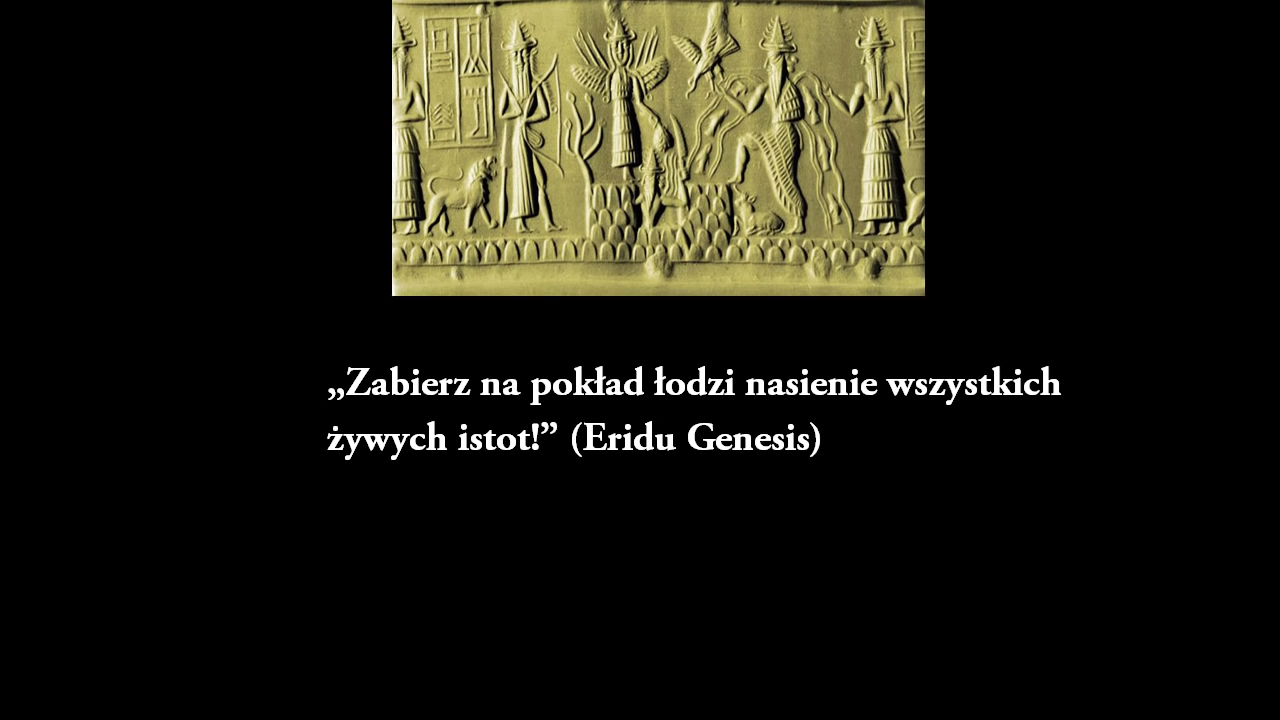 „Zabierz na pokład łodzi nasienie wszystkich
żywych istot!” (Eridu Genesis)